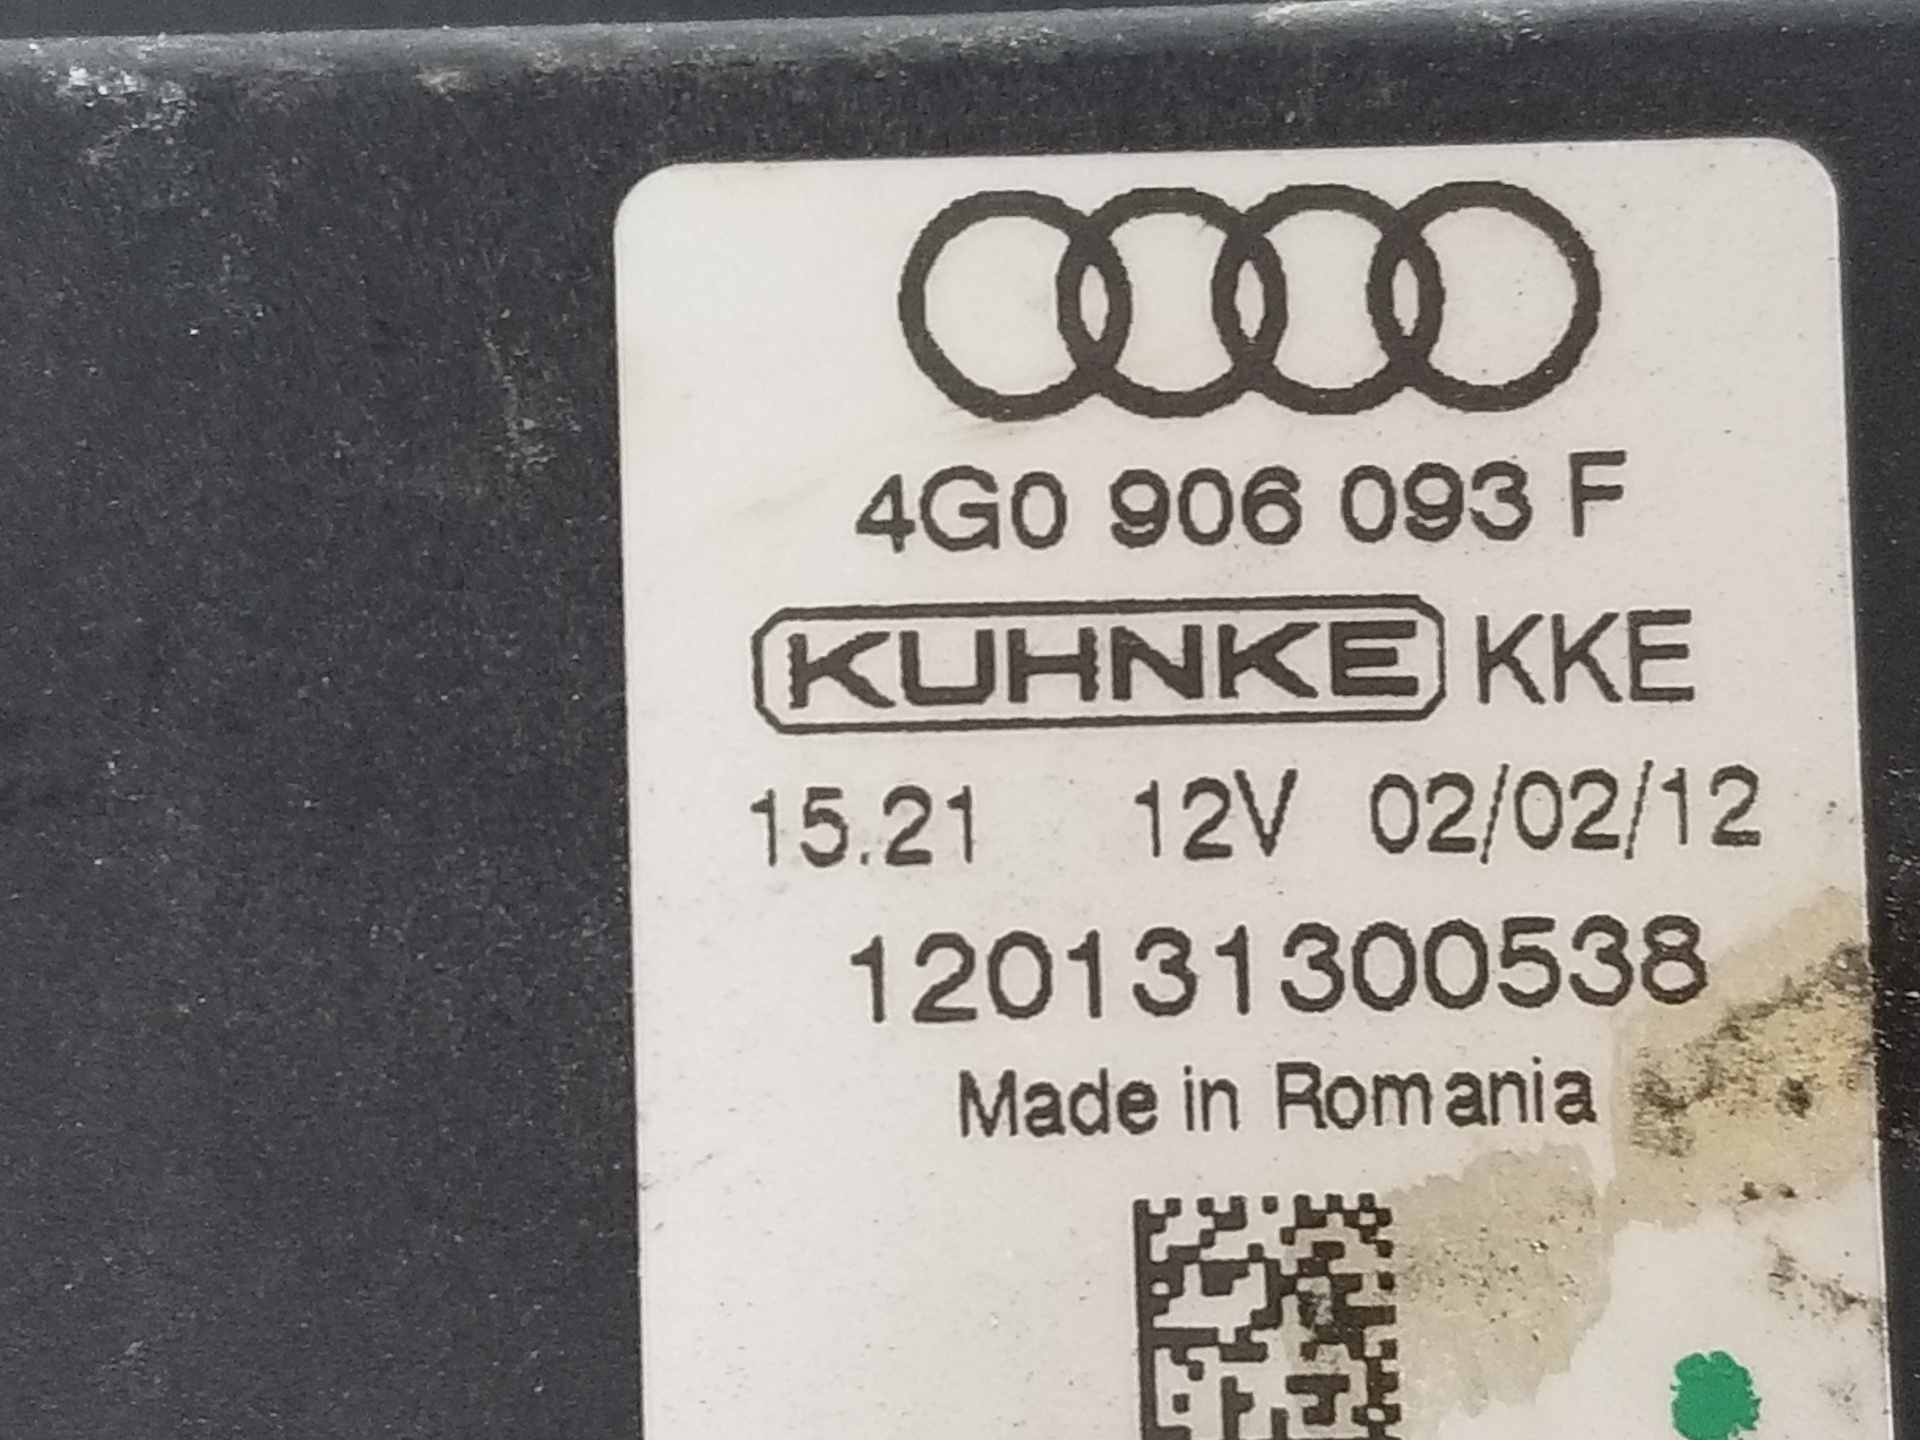 4G0 906 093 F
KUHNKE KKE
15.21 12V 02/02/12
120131300538
Made in Romania